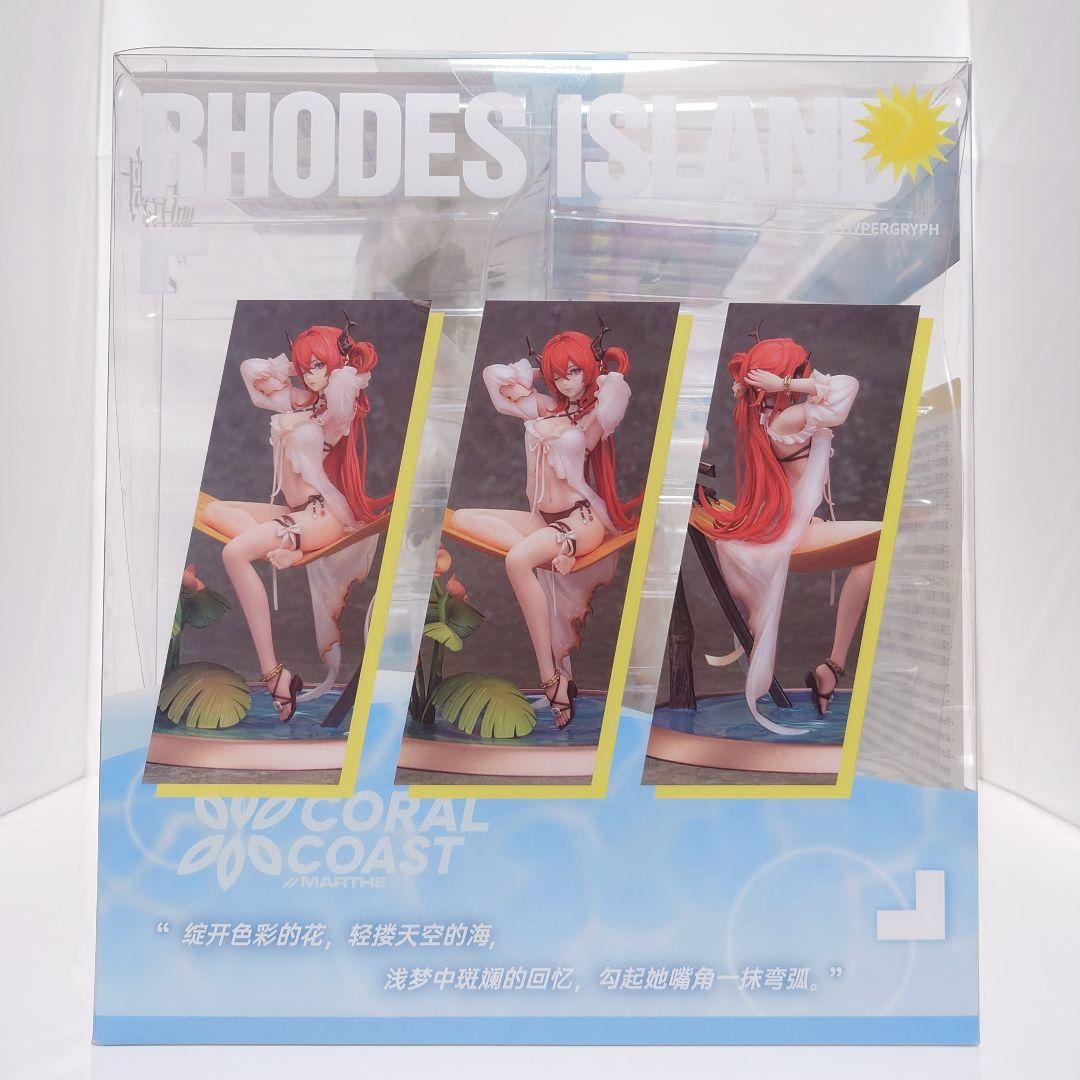 RHODES ISLAND
HYPERGRYPH
CORAL
COAST
//MARTHE
“绽开色彩的花，轻搂天空的海，
浅梦中斑斓的回忆，勾起她嘴角一抹弯弧。”